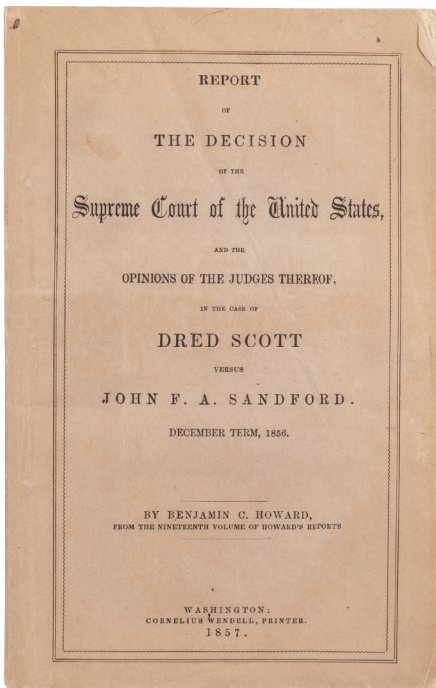 REPORT
OF
THE DECISION
OF THE
Supreme Court of the United States,
AND THE
OPINIONS OF THE JUDGES THEREOF,
IN THE CASE OF
DRED SCOTT
VERSUS
JOHN F. A. SANDFORD.
DECEMBER TERM, 1856.
BY BENJAMIN C. HOWARD,
FROM THE NINETEENTH VOLUME OF HOWARD'S REPORTS
WASHINGTON:
CORNELIUS WENDELL, PRINTER.
1857.